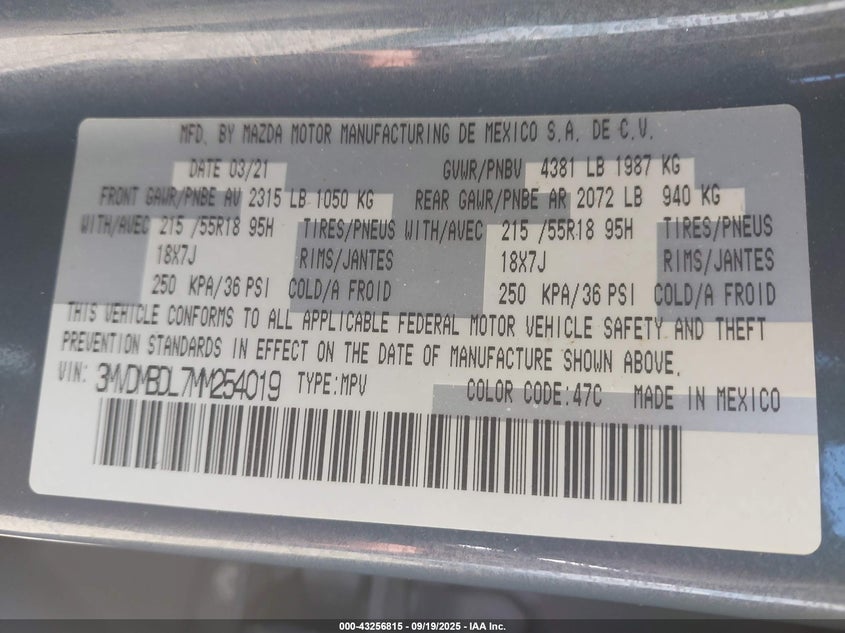 MFD. BY MAZDA MOTOR MANUFACTURING DE MEXICO S.A. DE C.V.
DATE 03/21 GVWR/PNBV 4381 LB 1987 KG
FRONT GAWR/PNBE AV 2315 LB 1050 KG REAR GAWR/PNBE AR 2072 LB 940 KG
WITH/AVEC 215 /55R18 95H TIRES/PNEUS WITH/AVEC 215 /55R18 95H TIRES/PNEUS
18X7J RIMS/JANTES 18X7J RIMS/JANTES
250 KPA/36 PSI COLD/A FROID 250 KPA/36 PSI COLD/A FROID
THIS VEHICLE CONFORMS TO ALL APPLICABLE FEDERAL MOTOR VEHICLE SAFETY AND THEFT
PREVENTION STANDARDS IN EFFECT ON THE DATE OF MANUFACTURE SHOWN ABOVE.
VIN: 3MVDMBDL7MM254019 TYPE:MPV COLOR CODE:47C MADE IN MEXICO
000-43256815 - 09/19/2025 - IAA Inc.